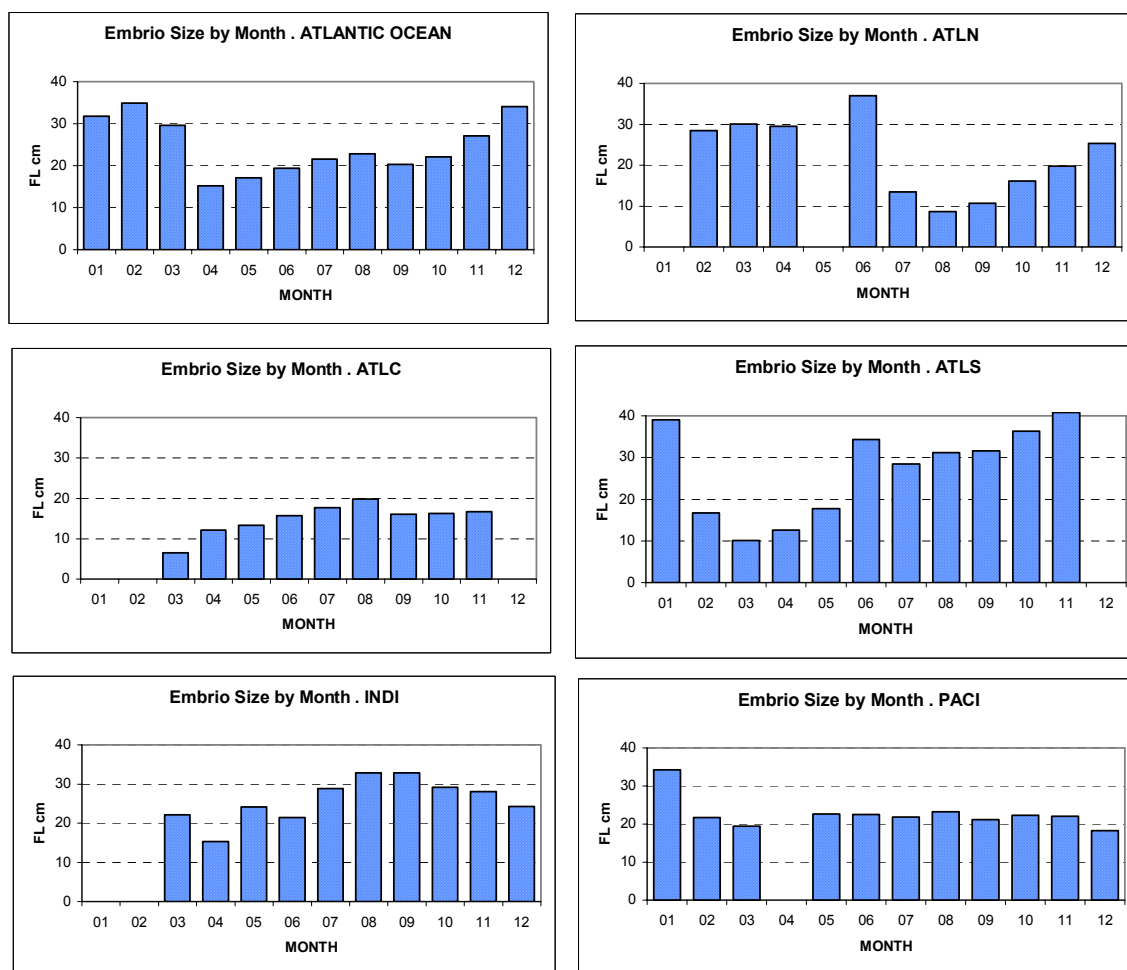 Embrio Size by Month . ATLANTIC OCEAN
40
30
20
10
0
FL cm
01 02 03 04 05 06 07 08 09 10 11 12
MONTH
Embrio Size by Month . ATLN
40
30
20
10
0
FL cm
01 02 03 04 05 06 07 08 09 10 11 12
MONTH
Embrio Size by Month . ATLC
40
30
20
10
0
FL cm
01 02 03 04 05 06 07 08 09 10 11 12
MONTH
Embrio Size by Month . ATLS
40
30
20
10
0
FL cm
01 02 03 04 05 06 07 08 09 10 11 12
MONTH
Embrio Size by Month . INDI
40
30
20
10
0
FL cm
01 02 03 04 05 06 07 08 09 10 11 12
MONTH
Embrio Size by Month . PACI
40
30
20
10
0
FL cm
01 02 03 04 05 06 07 08 09 10 11 12
MONTH